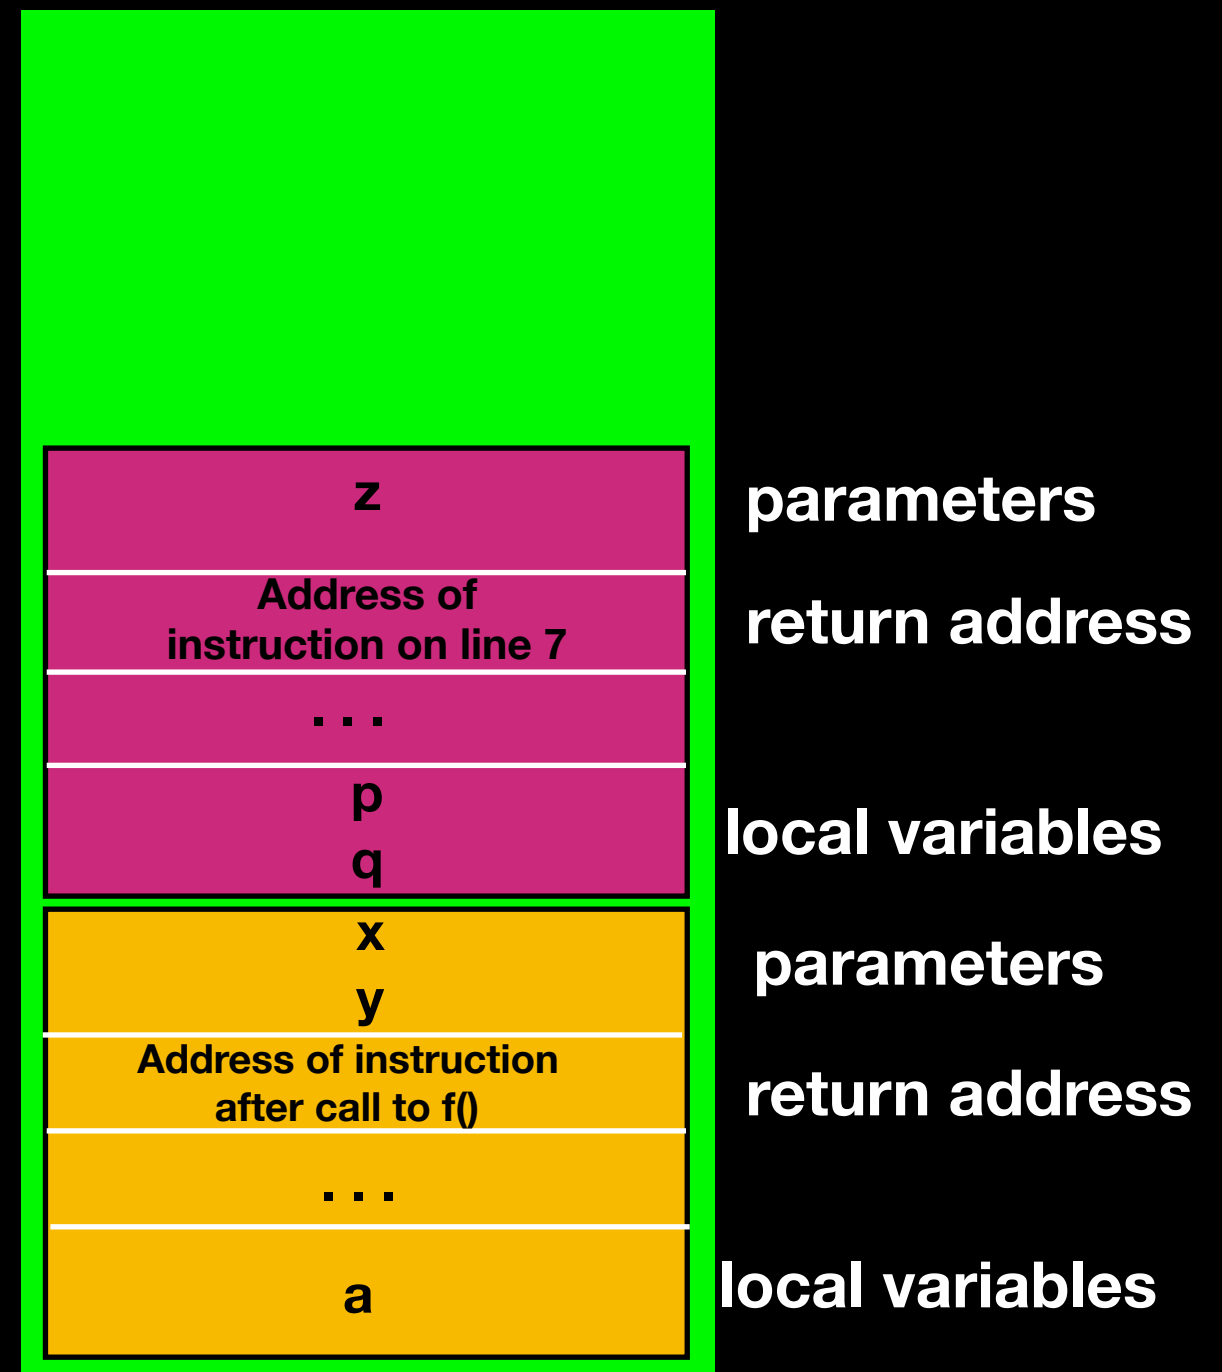 z
parameters
Address of
instruction on line 7
return address
. . .
p
q
local variables
x
y
parameters
Address of instruction
after call to f()
return address
. . .
a
local variables